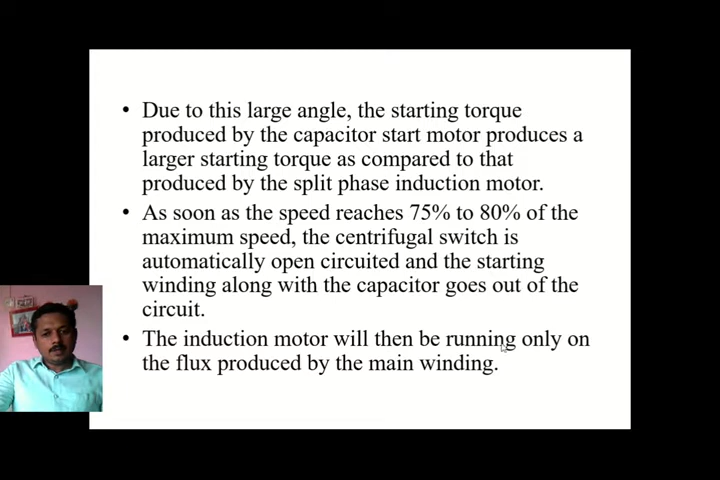 • Due to this large angle, the starting torque
produced by the capacitor start motor produces a
larger starting torque as compared to that
produced by the split phase induction motor.
• As soon as the speed reaches 75% to 80% of the
maximum speed, the centrifugal switch is
automatically open circuited and the starting
winding along with the capacitor goes out of the
circuit.
• The induction motor will then be running only on
the flux produced by the main winding.